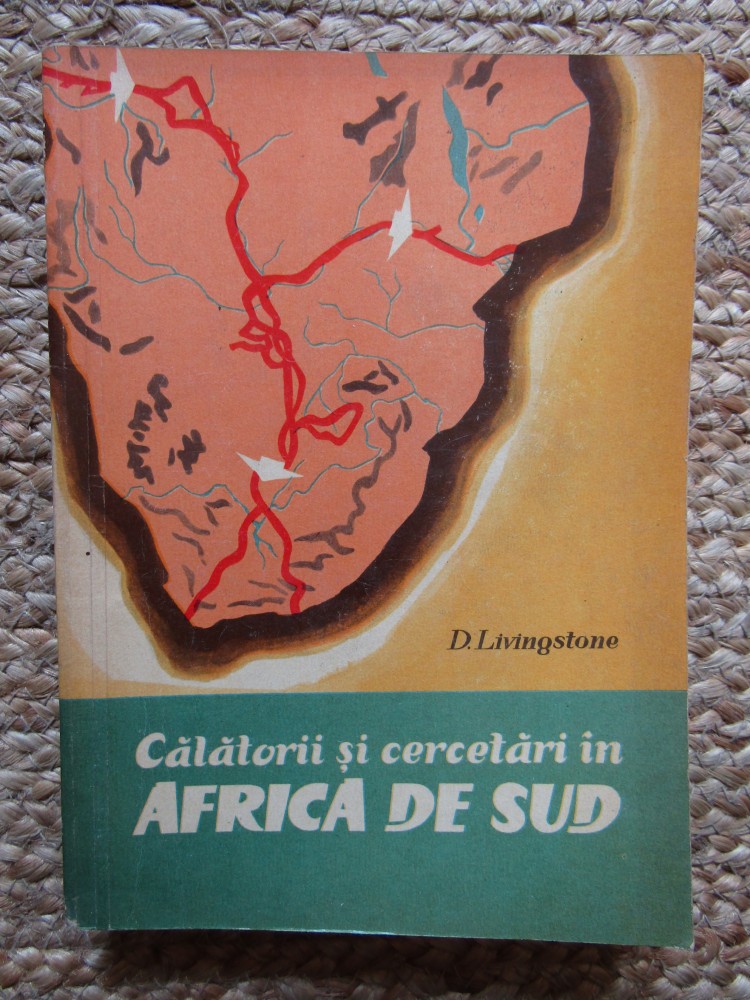 D. Livingstone
Călătorii și cercetări în
AFRICA DE SUD